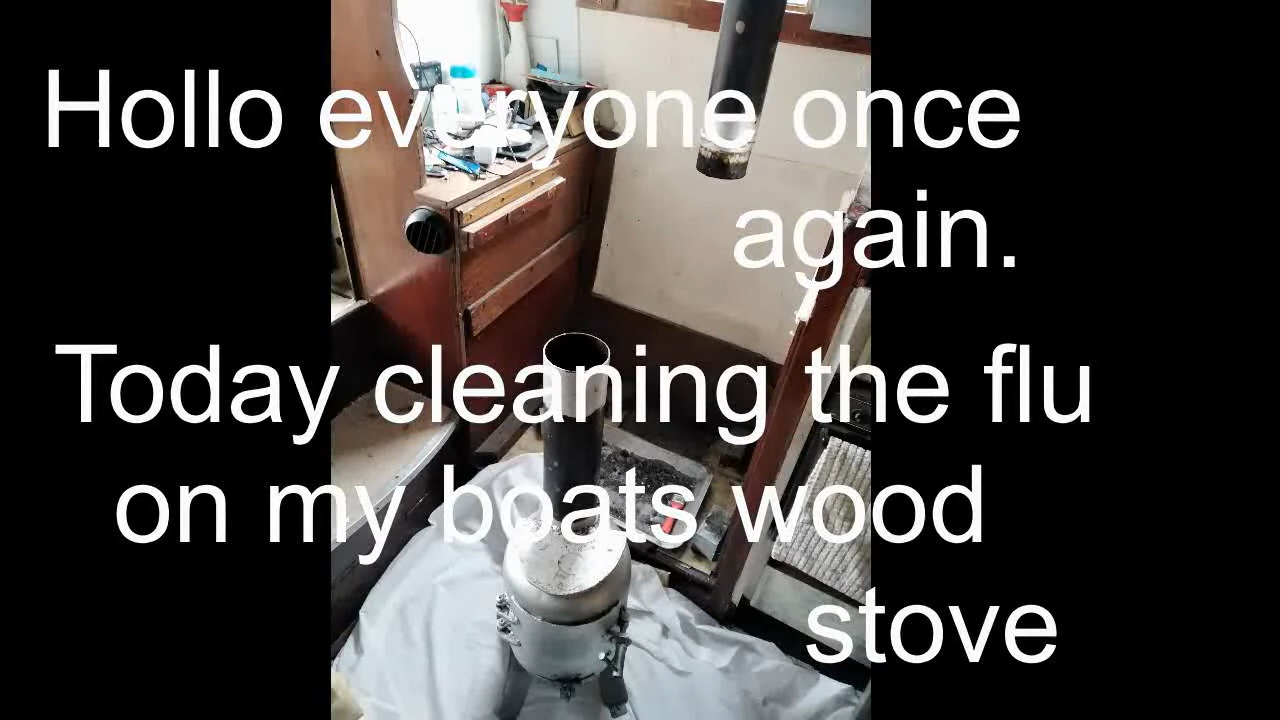 Hollo everyone once
again.
Today cleaning the flu
on my boats wood
stove